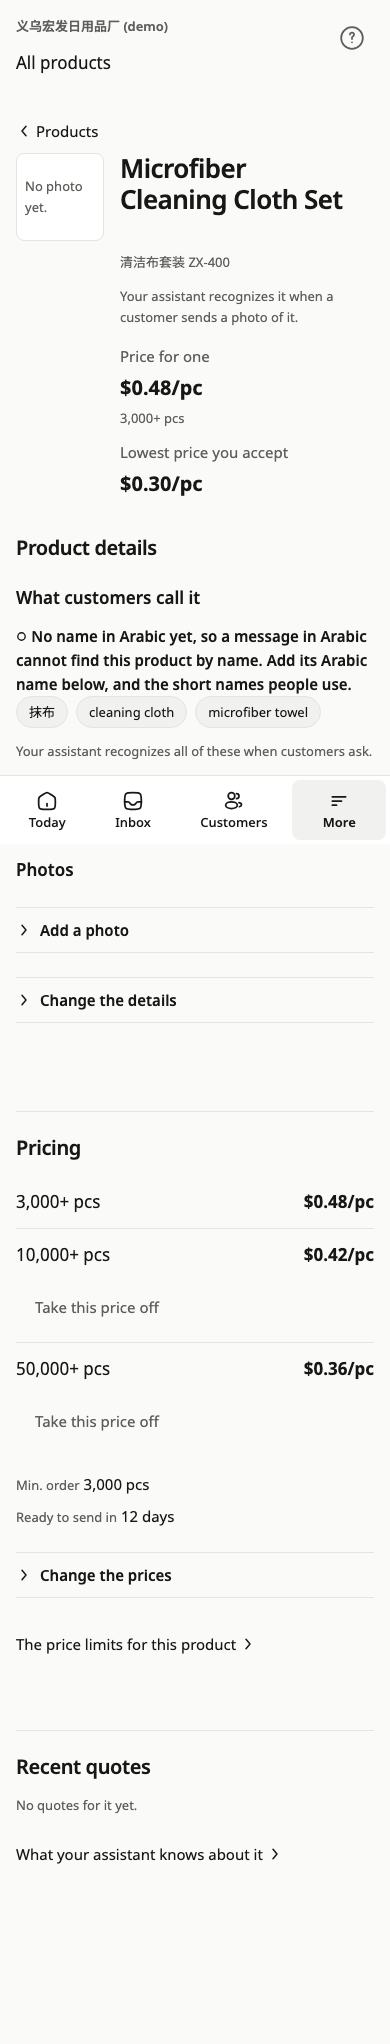 义乌宏发日用品厂 (demo)
All products
Products
No photo
yet.
Microfiber
Cleaning Cloth Set
清洁布套装 ZX-400
Your assistant recognizes it when a
customer sends a photo of it.
Price for one
$0.48/pc
3,000+ pcs
Lowest price you accept
$0.30/pc
Product details
What customers call it
No name in Arabic yet, so a message in Arabic
cannot find this product by name. Add its Arabic
name below, and the short names people use.
抹布 cleaning cloth microfiber towel
Your assistant recognizes all of these when customers ask.
Today Inbox Customers More
Photos
Add a photo
Change the details
Pricing
3,000+ pcs $0.48/pc
10,000+ pcs $0.42/pc
Take this price off
50,000+ pcs $0.36/pc
Take this price off
Min. order 3,000 pcs
Ready to send in 12 days
Change the prices
The price limits for this product
Recent quotes
No quotes for it yet.
What your assistant knows about it